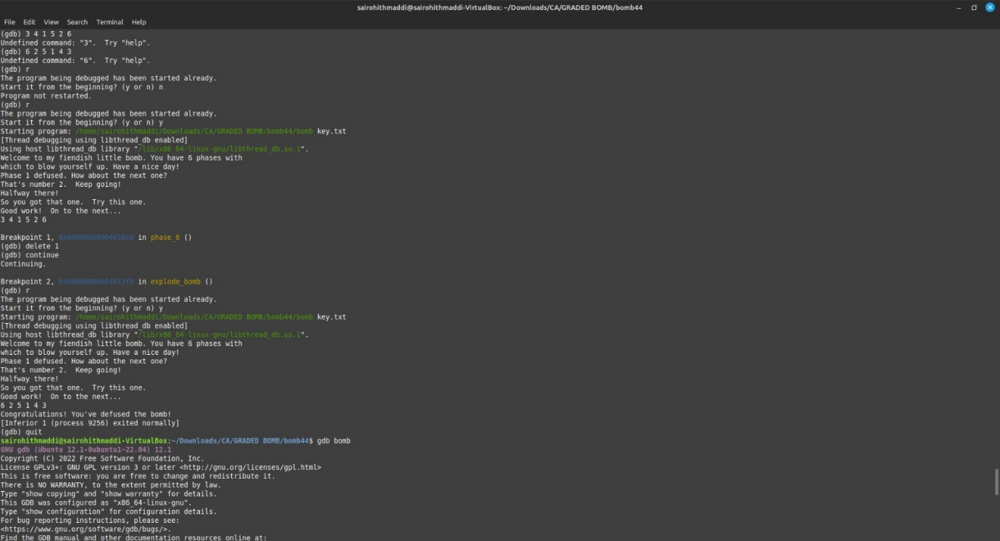 sairohithmaddi@sairohithmaddi-VirtualBox: ~/Downloads/CA/GRADED BOMB/bomb44
File Edit View Search Terminal Help
(gdb) 3 4 1 5 2 6
Undefined command: "3".  Try "help".
(gdb) 6 2 5 1 4 3
Undefined command: "6".  Try "help".
(gdb) r
The program being debugged has been started already.
Start it from the beginning? (y or n) n
Program not restarted.
(gdb) r
The program being debugged has been started already.
Start it from the beginning? (y or n) y
Starting program: /home/sairohithmaddi/Downloads/CA/GRADED BOMB/bomb44/bomb key.txt
[Thread debugging using libthread_db enabled]
Using host libthread_db library "/lib/x86_64-linux-gnu/libthread_db.so.1".
Welcome to my fiendish little bomb. You have 6 phases with
which to blow yourself up. Have a nice day!
Phase 1 defused. How about the next one?
That's number 2.  Keep going!
Halfway there!
So you got that one.  Try this one.
Good work!  On to the next...
3 4 1 5 2 6
Breakpoint 1, 0x00000000004010c8 in phase_6 ()
(gdb) delete 1
(gdb) continue
Continuing.
Breakpoint 2, 0x00000000004013f9 in explode_bomb ()
(gdb) r
The program being debugged has been started already.
Start it from the beginning? (y or n) y
Starting program: /home/sairohithmaddi/Downloads/CA/GRADED BOMB/bomb44/bomb key.txt
[Thread debugging using libthread_db enabled]
Using host libthread_db library "/lib/x86_64-linux-gnu/libthread_db.so.1".
Welcome to my fiendish little bomb. You have 6 phases with
which to blow yourself up. Have a nice day!
Phase 1 defused. How about the next one?
That's number 2.  Keep going!
Halfway there!
So you got that one.  Try this one.
Good work!  On to the next...
6 2 5 1 4 3
Congratulations! You've defused the bomb!
[Inferior 1 (process 9256) exited normally]
(gdb) quit
sairohithmaddi@sairohithmaddi-VirtualBox:~/Downloads/CA/GRADED BOMB/bomb44$ gdb bomb
GNU gdb (Ubuntu 12.1-0ubuntu1~22.04) 12.1
Copyright (C) 2022 Free Software Foundation, Inc.
License GPLv3+: GNU GPL version 3 or later <http://gnu.org/licenses/gpl.html>
This is free software: you are free to change and redistribute it.
There is NO WARRANTY, to the extent permitted by law.
Type "show copying" and "show warranty" for details.
This GDB was configured as "x86_64-linux-gnu".
Type "show configuration" for configuration details.
For bug reporting instructions, please see:
<https://www.gnu.org/software/gdb/bugs/>.
Find the GDB manual and other documentation resources online at: